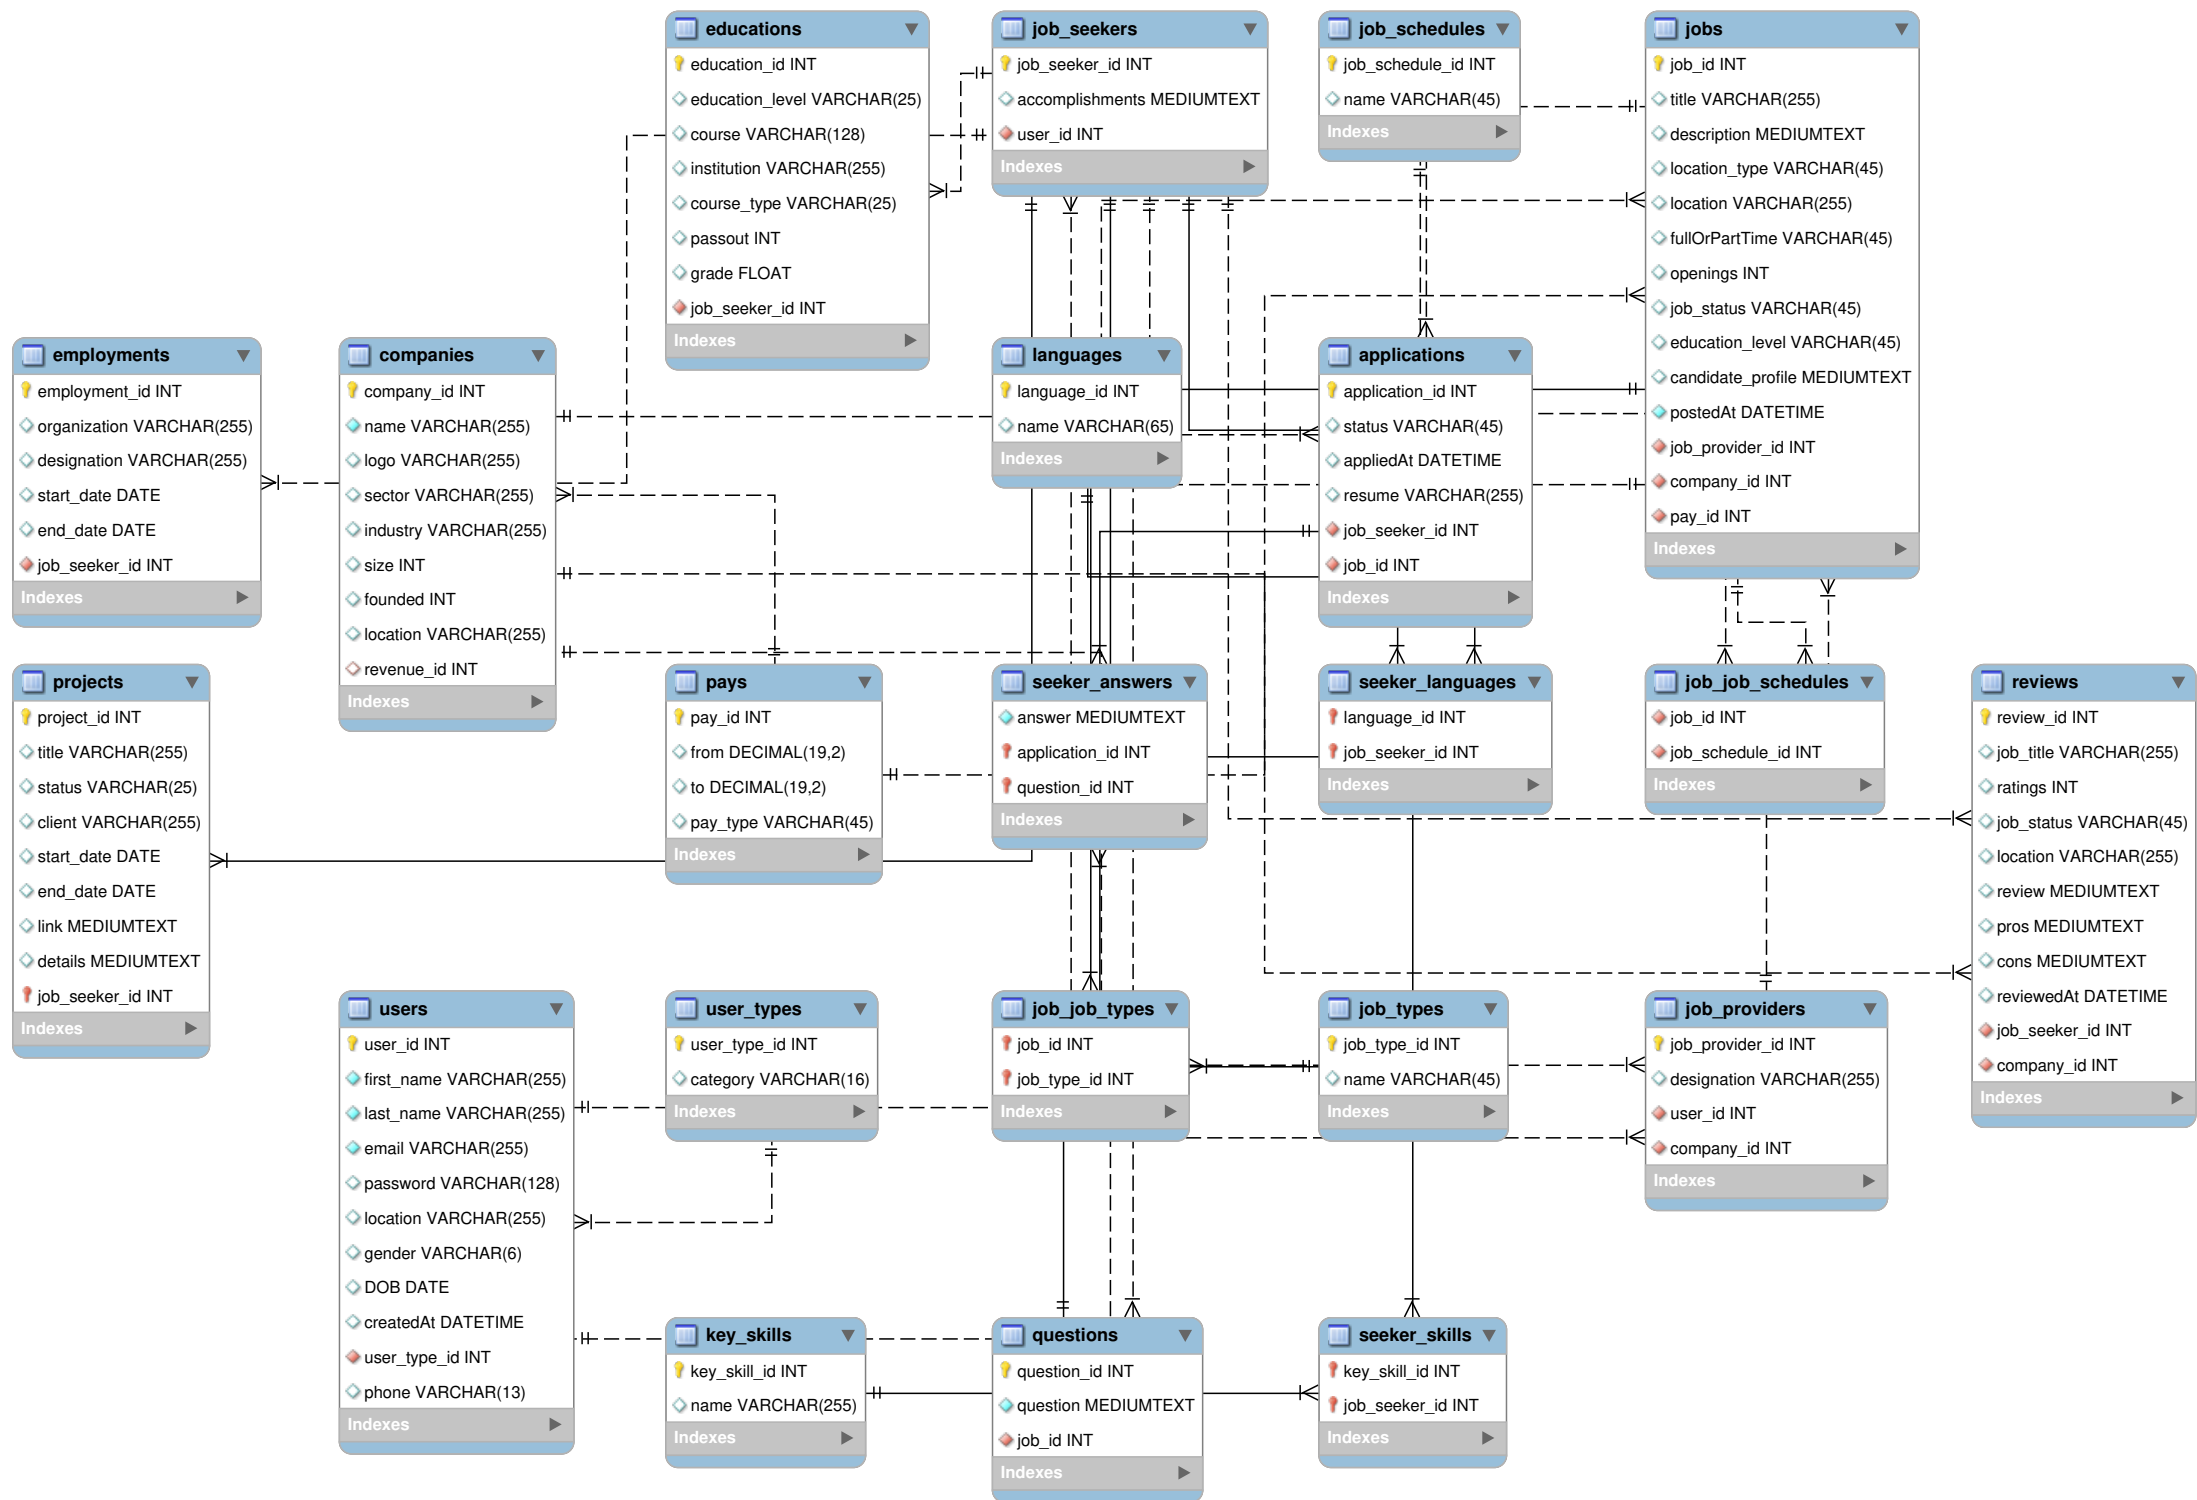 educations
education_id INT
education_level VARCHAR(25)
course VARCHAR(128)
institution VARCHAR(255)
course_type VARCHAR(25)
passout INT
grade FLOAT
job_seeker_id INT
Indexes
job_seekers
job_seeker_id INT
accomplishments MEDIUMTEXT
user_id INT
Indexes
job_schedules
job_schedule_id INT
name VARCHAR(45)
Indexes
jobs
job_id INT
title VARCHAR(255)
description MEDIUMTEXT
location_type VARCHAR(45)
location VARCHAR(255)
fullOrPartTime VARCHAR(45)
openings INT
job_status VARCHAR(45)
education_level VARCHAR(45)
candidate_profile MEDIUMTEXT
postedAt DATETIME
job_provider_id INT
company_id INT
pay_id INT
Indexes
employments
employment_id INT
organization VARCHAR(255)
designation VARCHAR(255)
start_date DATE
end_date DATE
job_seeker_id INT
Indexes
companies
company_id INT
name VARCHAR(255)
logo VARCHAR(255)
sector VARCHAR(255)
industry VARCHAR(255)
size INT
founded INT
location VARCHAR(255)
revenue_id INT
Indexes
languages
language_id INT
name VARCHAR(65)
Indexes
applications
application_id INT
status VARCHAR(45)
appliedAt DATETIME
resume VARCHAR(255)
job_seeker_id INT
job_id INT
Indexes
projects
project_id INT
title VARCHAR(255)
status VARCHAR(25)
client VARCHAR(255)
start_date DATE
end_date DATE
link MEDIUMTEXT
details MEDIUMTEXT
job_seeker_id INT
Indexes
pays
pay_id INT
from DECIMAL(19,2)
to DECIMAL(19,2)
pay_type VARCHAR(45)
Indexes
seeker_answers
answer MEDIUMTEXT
application_id INT
question_id INT
Indexes
seeker_languages
language_id INT
job_seeker_id INT
Indexes
job_job_schedules
job_id INT
job_schedule_id INT
Indexes
reviews
review_id INT
job_title VARCHAR(255)
ratings INT
job_status VARCHAR(45)
location VARCHAR(255)
review MEDIUMTEXT
pros MEDIUMTEXT
cons MEDIUMTEXT
reviewedAt DATETIME
job_seeker_id INT
company_id INT
Indexes
users
user_id INT
first_name VARCHAR(255)
last_name VARCHAR(255)
email VARCHAR(255)
password VARCHAR(128)
location VARCHAR(255)
gender VARCHAR(6)
DOB DATE
createdAt DATETIME
user_type_id INT
phone VARCHAR(13)
Indexes
user_types
user_type_id INT
category VARCHAR(16)
Indexes
job_job_types
job_id INT
job_type_id INT
Indexes
job_types
job_type_id INT
name VARCHAR(45)
Indexes
job_providers
job_provider_id INT
designation VARCHAR(255)
user_id INT
company_id INT
Indexes
key_skills
key_skill_id INT
name VARCHAR(255)
Indexes
questions
question_id INT
question MEDIUMTEXT
job_id INT
Indexes
seeker_skills
key_skill_id INT
job_seeker_id INT
Indexes